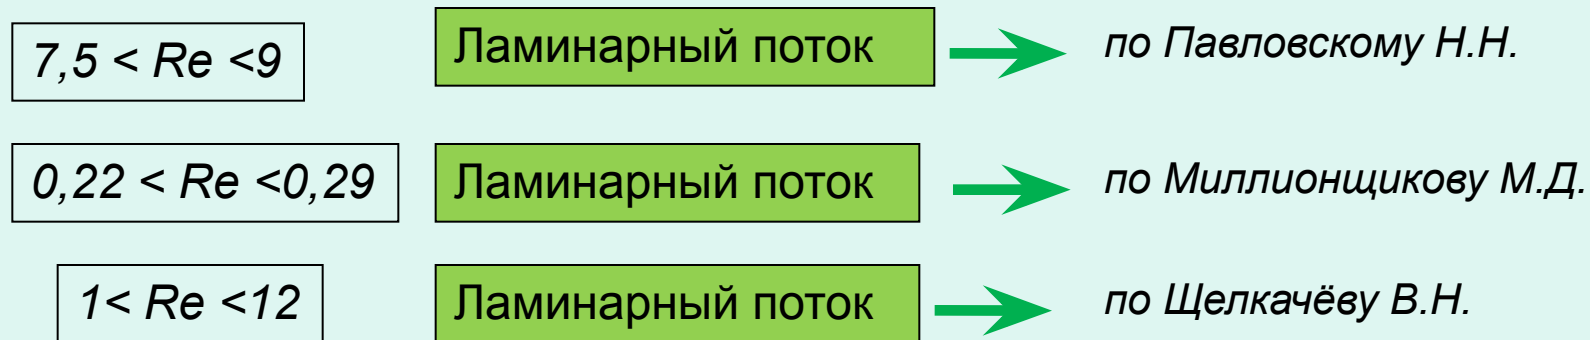 7,5 < Re <9 Ламинарный поток по Павловскому Н.Н.
0,22 < Re <0,29 Ламинарный поток по Миллионщикову М.Д.
1< Re <12 Ламинарный поток по Щелкачёву В.Н.